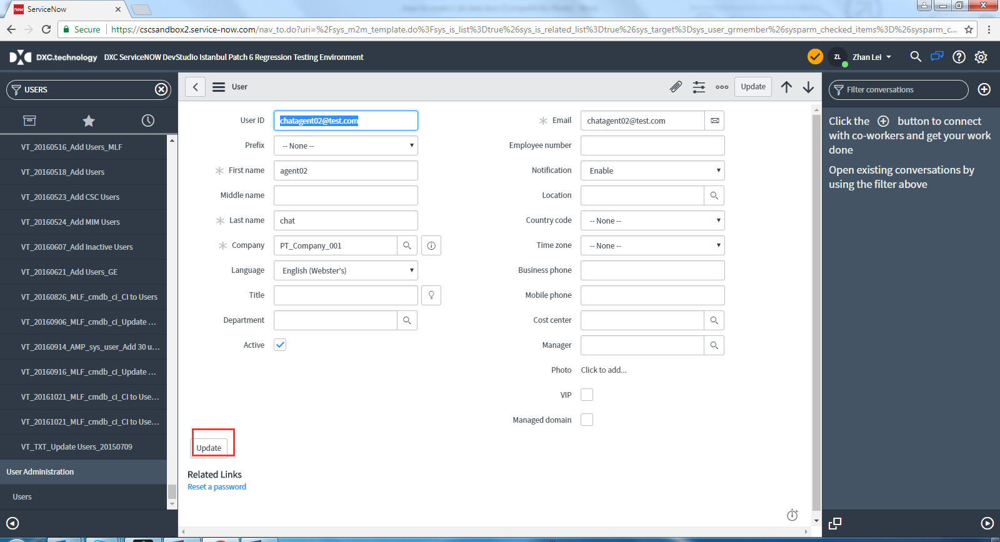 now ServiceNow
Secure https://cscsandbox2.service-now.com/nav_to.do?uri=%2Fsys_m2m_template.do%3Fsys_is_list%3Dtrue%26sys_is_related_list%3Dtrue%26sys_target%3Dsys_user_grmember%26sysparm_checked_items%3D%26sysparm_c...
DXC.technology DXC ServiceNOW DevStudio Istanbul Patch 6 Regression Testing Environment ZL Zhan Lei
USERS
VT_20160516_Add Users_MLF
VT_20160518_Add Users
VT_20160523_Add CSC Users
VT_20160524_Add MIM Users
VT_20160607_Add Inactive Users
VT_20160621_Add Users_GE
VT_20160826_MLF_cmdb_ci_CI to Users
VT_20160906_MLF_cmdb_ci_Update ...
VT_20160914_AMP_sys_user_Add 30 u...
VT_20160916_MLF_cmdb_ci_Update ...
VT_20161021_MLF_cmdb_ci_CI to Use...
VT_20161021_MLF_cmdb_ci_CI to Use...
VT_TXT_Update Users_20150709
User Administration
Users
User
Update
User ID chatagent02@test.com
Prefix -- None --
First name agent02
Middle name
Last name chat
Company PT_Company_001
Language English (Webster's)
Title
Department
Active
Email chatagent02@test.com
Employee number
Notification Enable
Location
Country code -- None --
Time zone -- None --
Business phone
Mobile phone
Cost center
Manager
Photo Click to add...
VIP
Managed domain
Update
Related Links
Reset a password
Filter conversations
Click the button to connect
with co-workers and get your work
done
Open existing conversations by
using the filter above